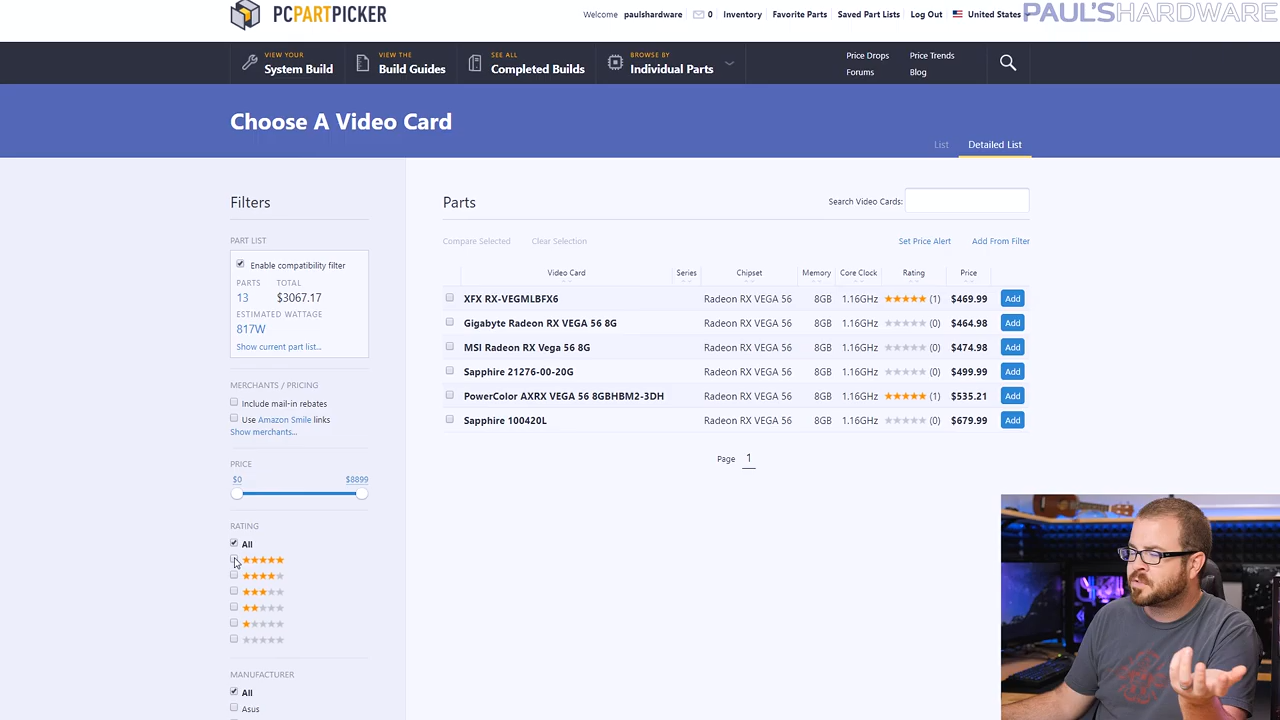 PCPARTPICKER
Welcome paulshardware 0 Inventory Favorite Parts Saved Part Lists Log Out United States
PAUL'SHARDWARE
VIEW YOUR
System Build
VIEW THE
Build Guides
SEE ALL
Completed Builds
BROWSE BY
Individual Parts
Price Drops Price Trends
Forums Blog
Choose A Video Card
List Detailed List
Filters
PART LIST
Enable compatibility filter
PARTS TOTAL
13 $3067.17
ESTIMATED WATTAGE
817W
Show current part list...
MERCHANTS / PRICING
Include mail-in rebates
Use Amazon Smile links
Show merchants...
PRICE
$0 $8899
RATING
All
MANUFACTURER
All
Asus
Parts
Search Video Cards:
Compare Selected Clear Selection Set Price Alert Add From Filter
Video Card Series Chipset Memory Core Clock Rating Price
XFX RX-VEGMLBFX6 Radeon RX VEGA 56 8GB 1.16GHz (1) $469.99 Add
Gigabyte Radeon RX VEGA 56 8G Radeon RX VEGA 56 8GB 1.16GHz (0) $464.98 Add
MSI Radeon RX Vega 56 8G Radeon RX VEGA 56 8GB 1.16GHz (0) $474.98 Add
Sapphire 21276-00-20G Radeon RX VEGA 56 8GB 1.16GHz (0) $499.99 Add
PowerColor AXRX VEGA 56 8GBHBM2-3DH Radeon RX VEGA 56 8GB 1.16GHz (1) $535.21 Add
Sapphire 100420L Radeon RX VEGA 56 8GB 1.16GHz (0) $679.99 Add
Page 1